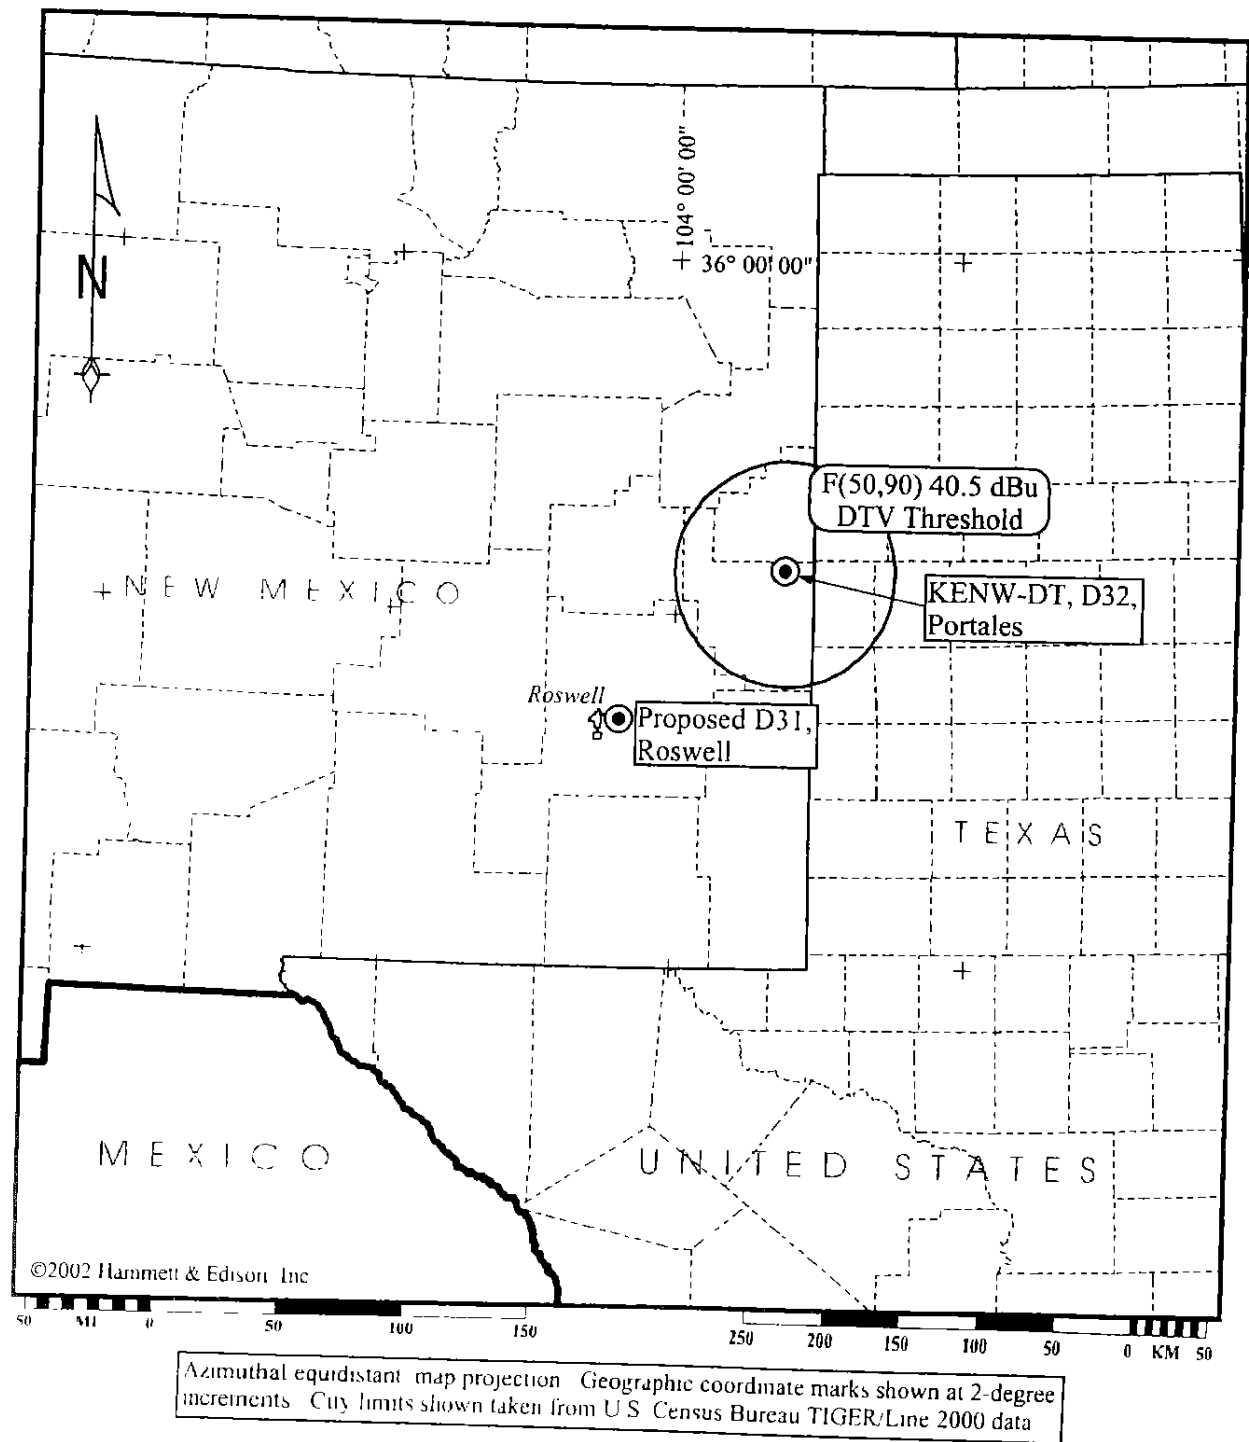 104° 00' 00"
36° 00' 00"
N
F(50,90) 40.5 dBu
DTV Threshold
NEW MEXICO
KENW-DT, D32,
Portales
Roswell
Proposed D31,
Roswell
TEXAS
MEXICO
UNITED STATES
©2002 Hammett & Edison Inc
50 MI 0 50 100 150
250 200 150 100 50 0 KM 50
Azimuthal equidistant map projection Geographic coordinate marks shown at 2-degree
increments City limits shown taken from U S Census Bureau TIGER/Line 2000 data